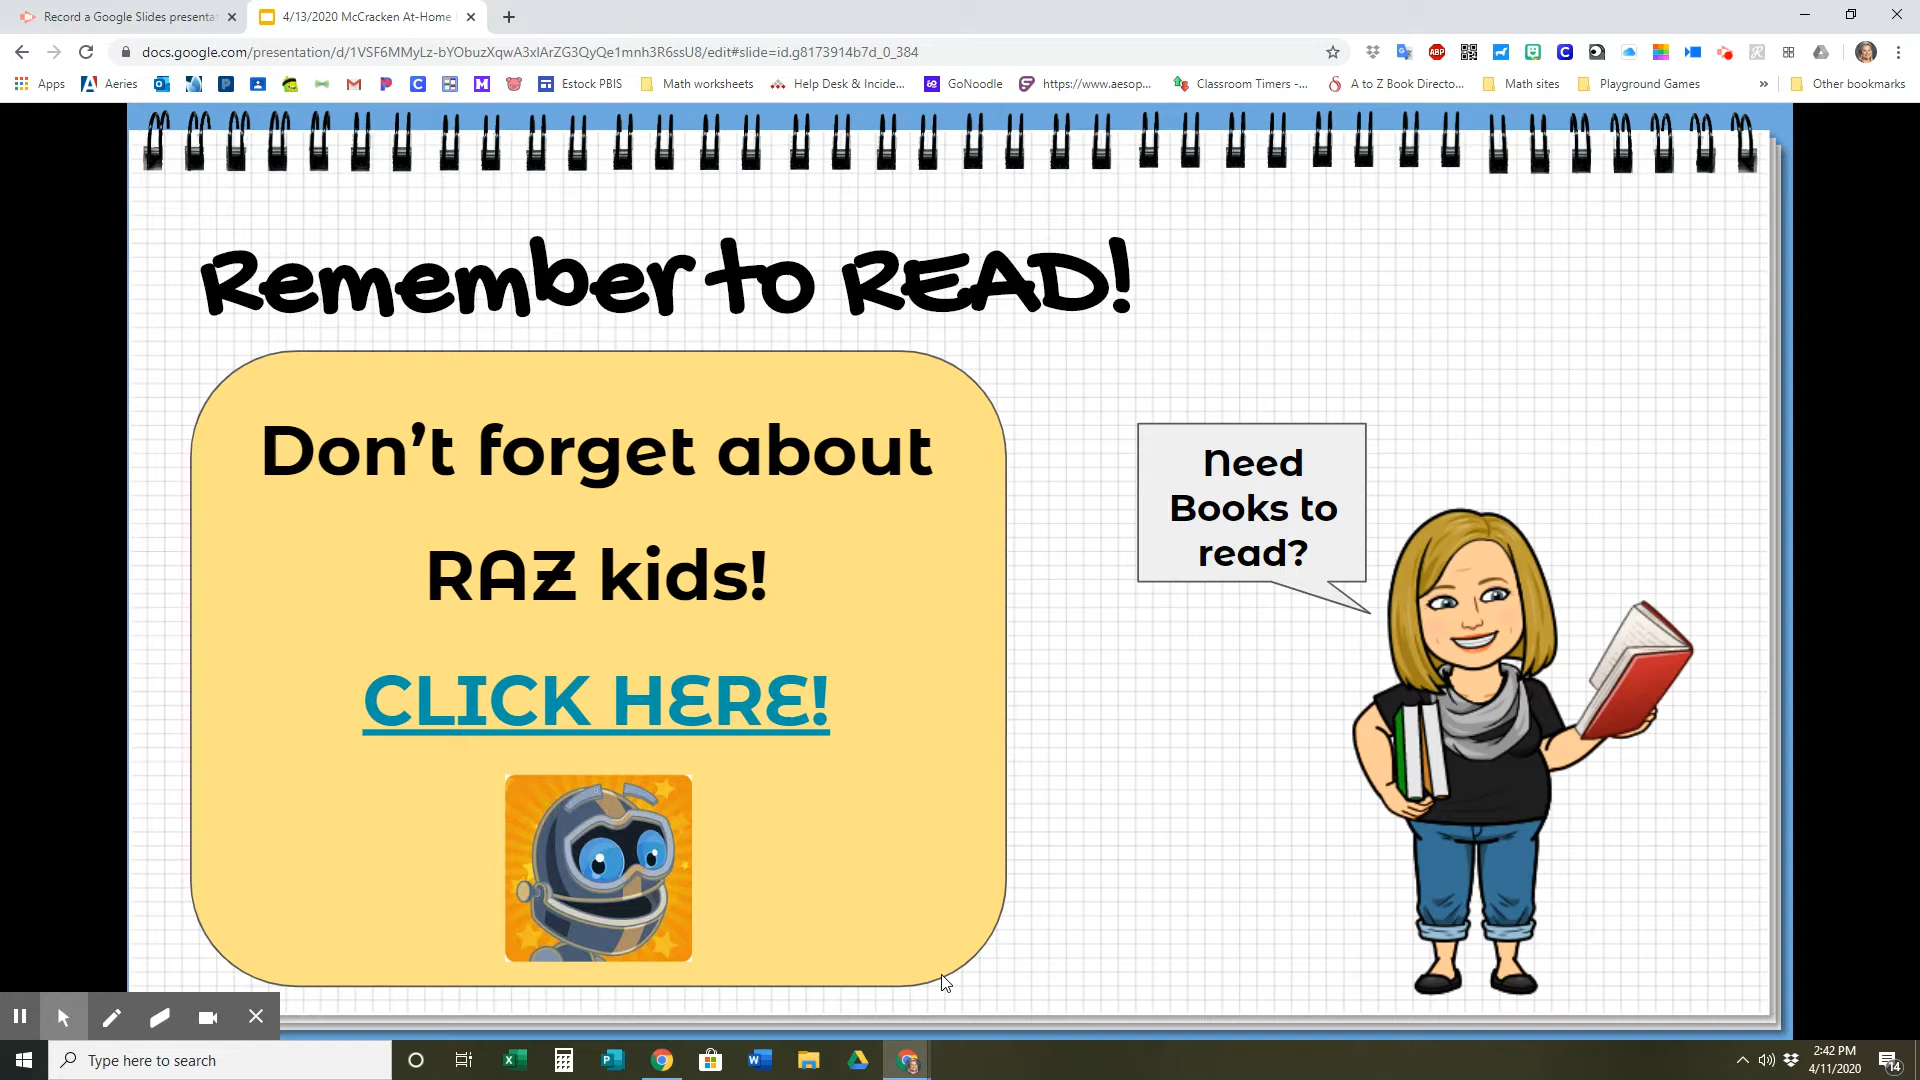 Record a Google Slides presentat
4/13/2020 McCracken At-Home
docs.google.com/presentation/d/1VSF6MMyLz-bYObuzXqwA3xlArZG3QyQe1mnh3R6ssU8/edit#slide=id.g8173914b7d_0_384
Apps
Aeries
Estock PBIS
Math worksheets
Help Desk & Incide...
GoNoodle
https://www.aesop...
Classroom Timers -...
A to Z Book Directo...
Math sites
Playground Games
»
Other bookmarks
Remember to READ!
Don't forget about
RAZ kids!
CLICK HERE!
Need
Books to
read?
Type here to search
2:42 PM
4/11/2020
14